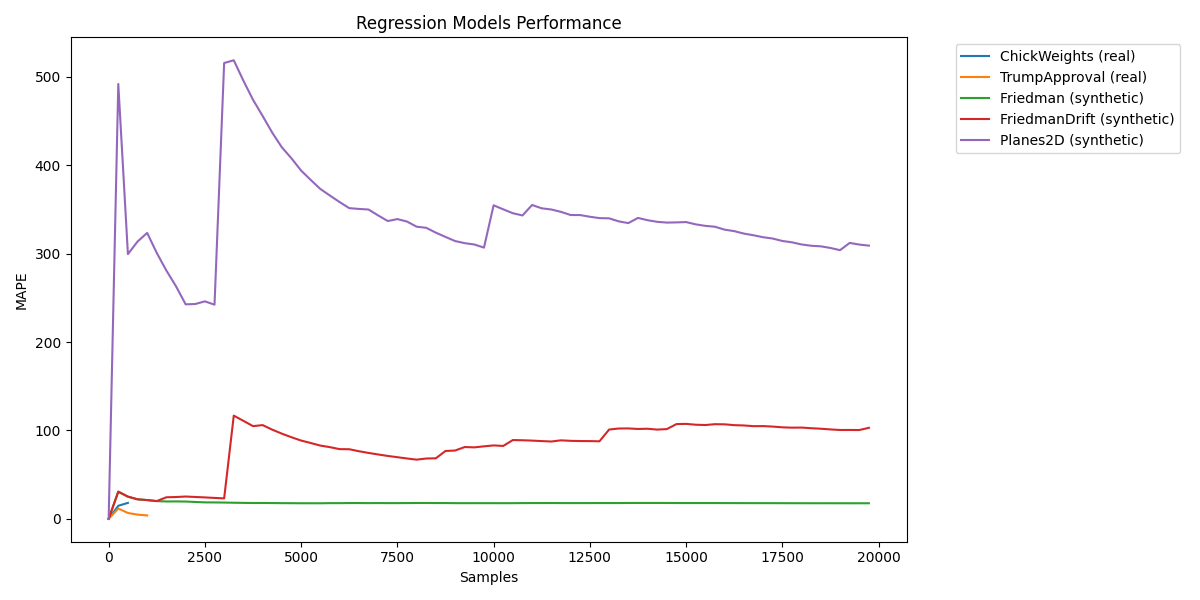 Regression Models Performance
ChickWeights (real)
TrumpApproval (real)
Friedman (synthetic)
FriedmanDrift (synthetic)
Planes2D (synthetic)
MAPE
500
400
300
200
100
0
0 2500 5000 7500 10000 12500 15000 17500 20000
Samples